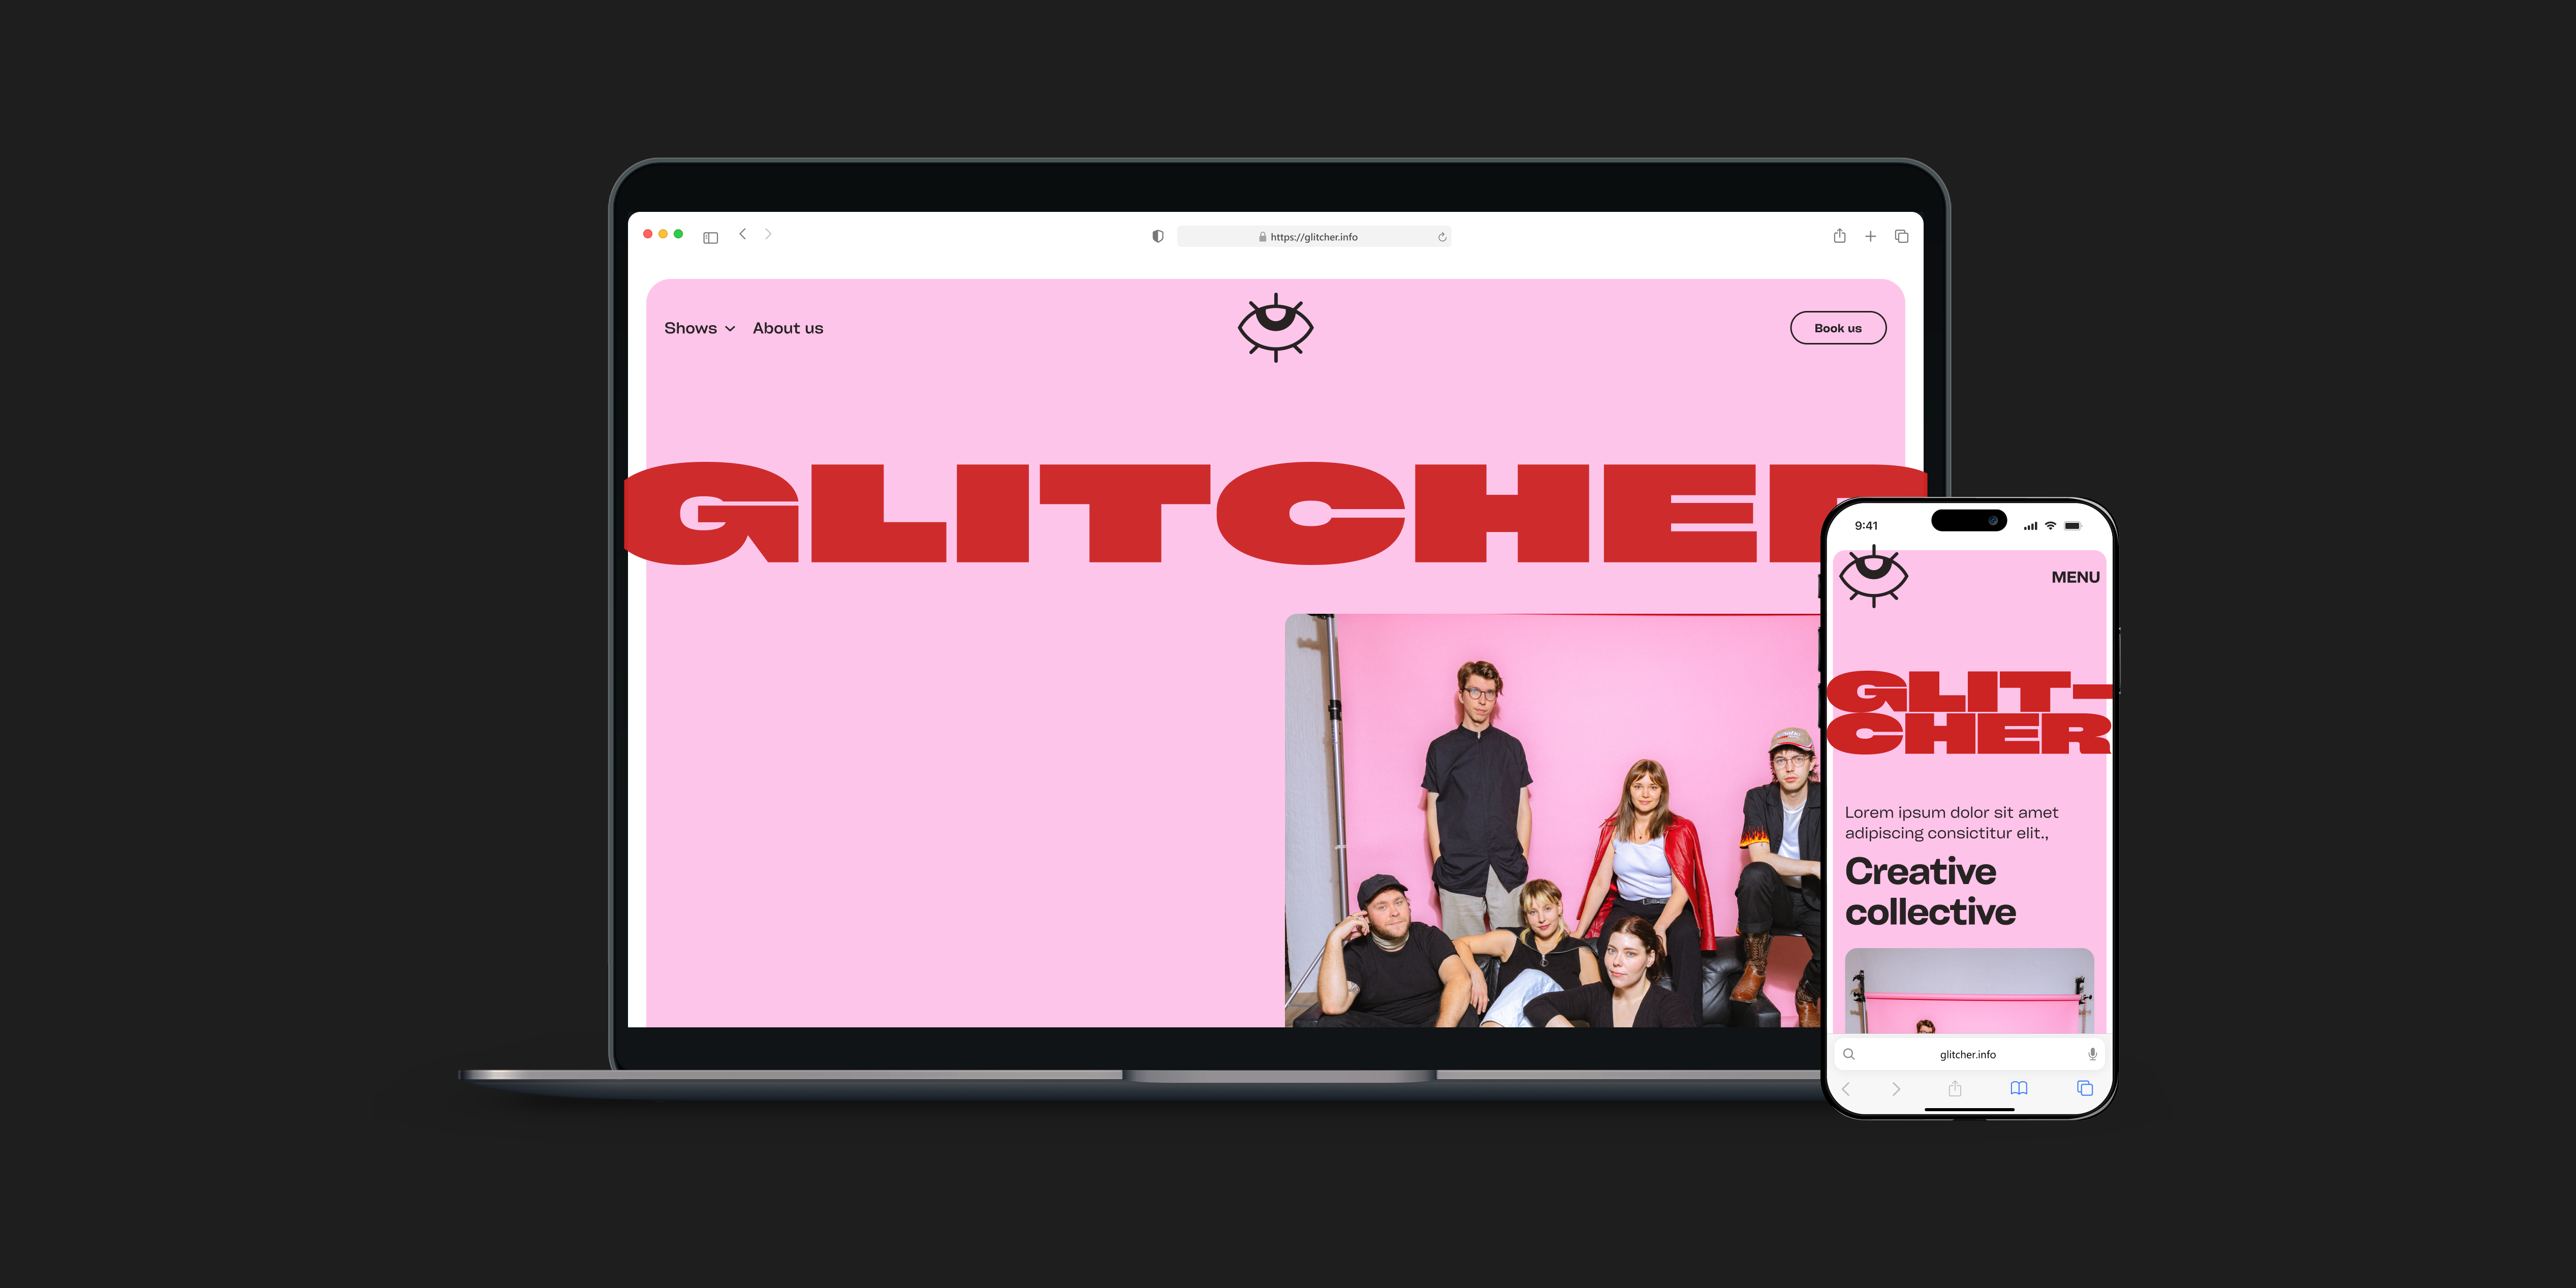 https://glitcher.info
Shows
About us
Book us
GLITCHER
9:41
MENU
GLIT-
CHER
Lorem ipsum dolor sit amet
adipiscing consictitur elit.,
Creative
collective
glitcher.info